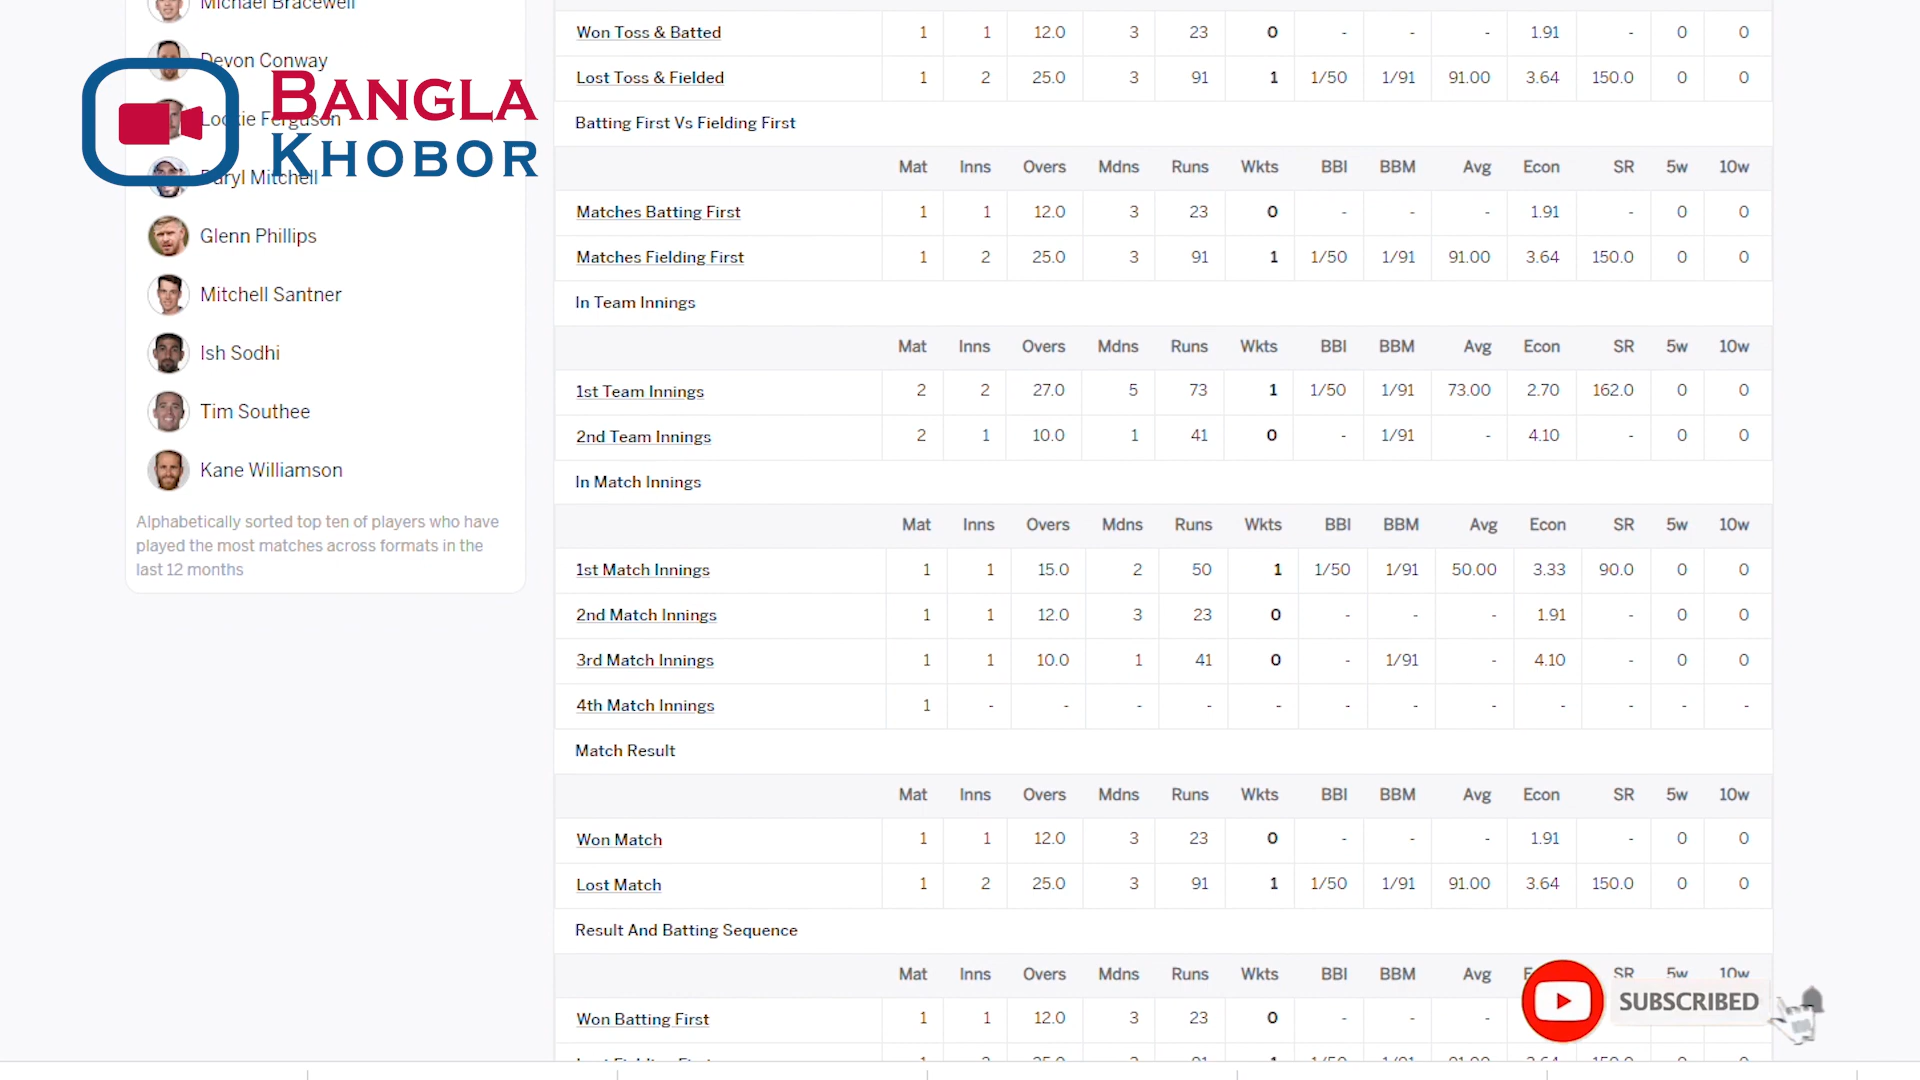 Michael Bracewell
Devon Conway
BANGLA
KHOBOR
Lockie Ferguson
Daryl Mitchell
Glenn Phillips
Mitchell Santner
Ish Sodhi
Tim Southee
Kane Williamson
Alphabetically sorted top ten of players who have
played the most matches across formats in the
last 12 months
Won Toss & Batted 1 1 12.0 3 23 0 - - - 1.91 - 0 0
Lost Toss & Fielded 1 2 25.0 3 91 1 1/50 1/91 91.00 3.64 150.0 0 0
Batting First Vs Fielding First
Mat Inns Overs Mdns Runs Wkts BBI BBM Avg Econ SR 5w 10w
Matches Batting First 1 1 12.0 3 23 0 - - - 1.91 - 0 0
Matches Fielding First 1 2 25.0 3 91 1 1/50 1/91 91.00 3.64 150.0 0 0
In Team Innings
Mat Inns Overs Mdns Runs Wkts BBI BBM Avg Econ SR 5w 10w
1st Team Innings 2 2 27.0 5 73 1 1/50 1/91 73.00 2.70 162.0 0 0
2nd Team Innings 2 1 10.0 1 41 0 - 1/91 - 4.10 - 0 0
In Match Innings
Mat Inns Overs Mdns Runs Wkts BBI BBM Avg Econ SR 5w 10w
1st Match Innings 1 1 15.0 2 50 1 1/50 1/91 50.00 3.33 90.0 0 0
2nd Match Innings 1 1 12.0 3 23 0 - - - 1.91 - 0 0
3rd Match Innings 1 1 10.0 1 41 0 - 1/91 - 4.10 - 0 0
4th Match Innings 1 - - - - - - - - - - - -
Match Result
Mat Inns Overs Mdns Runs Wkts BBI BBM Avg Econ SR 5w 10w
Won Match 1 1 12.0 3 23 0 - - - 1.91 - 0 0
Lost Match 1 2 25.0 3 91 1 1/50 1/91 91.00 3.64 150.0 0 0
Result And Batting Sequence
Mat Inns Overs Mdns Runs Wkts BBI BBM Avg SR 5w 10w
Won Batting First 1 1 12.0 3 23 0 - - -
SUBSCRIBED